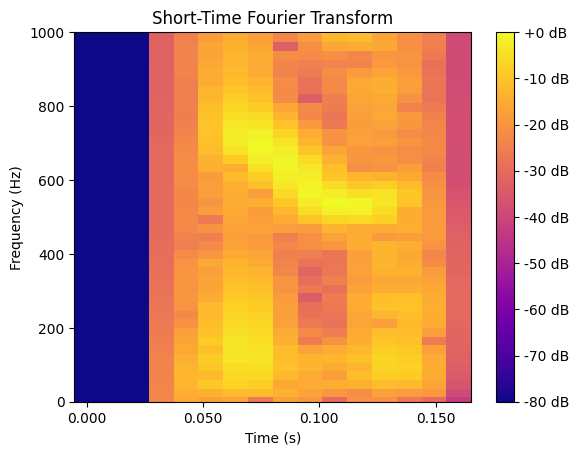 Short-Time Fourier Transform
1000
800
600
400
200
0
Frequency (Hz)
0.000
0.050
0.100
0.150
Time (s)
+0 dB
-10 dB
-20 dB
-30 dB
-40 dB
-50 dB
-60 dB
-70 dB
-80 dB